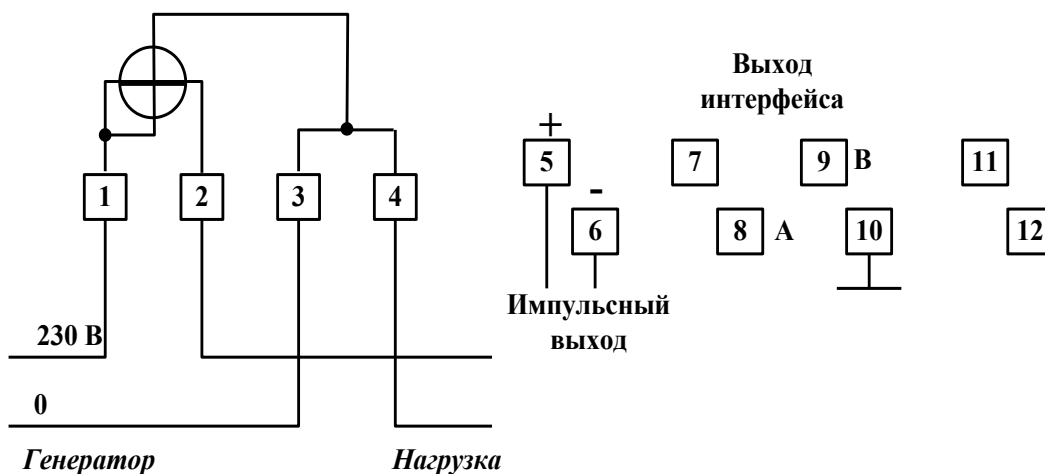 Выход
интерфейса
+
5
7
9
В
11
1
2
3
4
-
6
8
А
10
12
Импульсный
выход
230 В
0
Генератор
Нагрузка